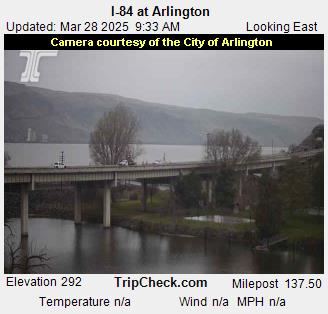 I-84 at Arlington
Updated: Mar 28 2025 9:33 AM Looking East
Camera courtesy of the City of Arlington
Elevation 292 TripCheck.com Milepost 137.50
Temperature n/a Wind n/a MPH n/a